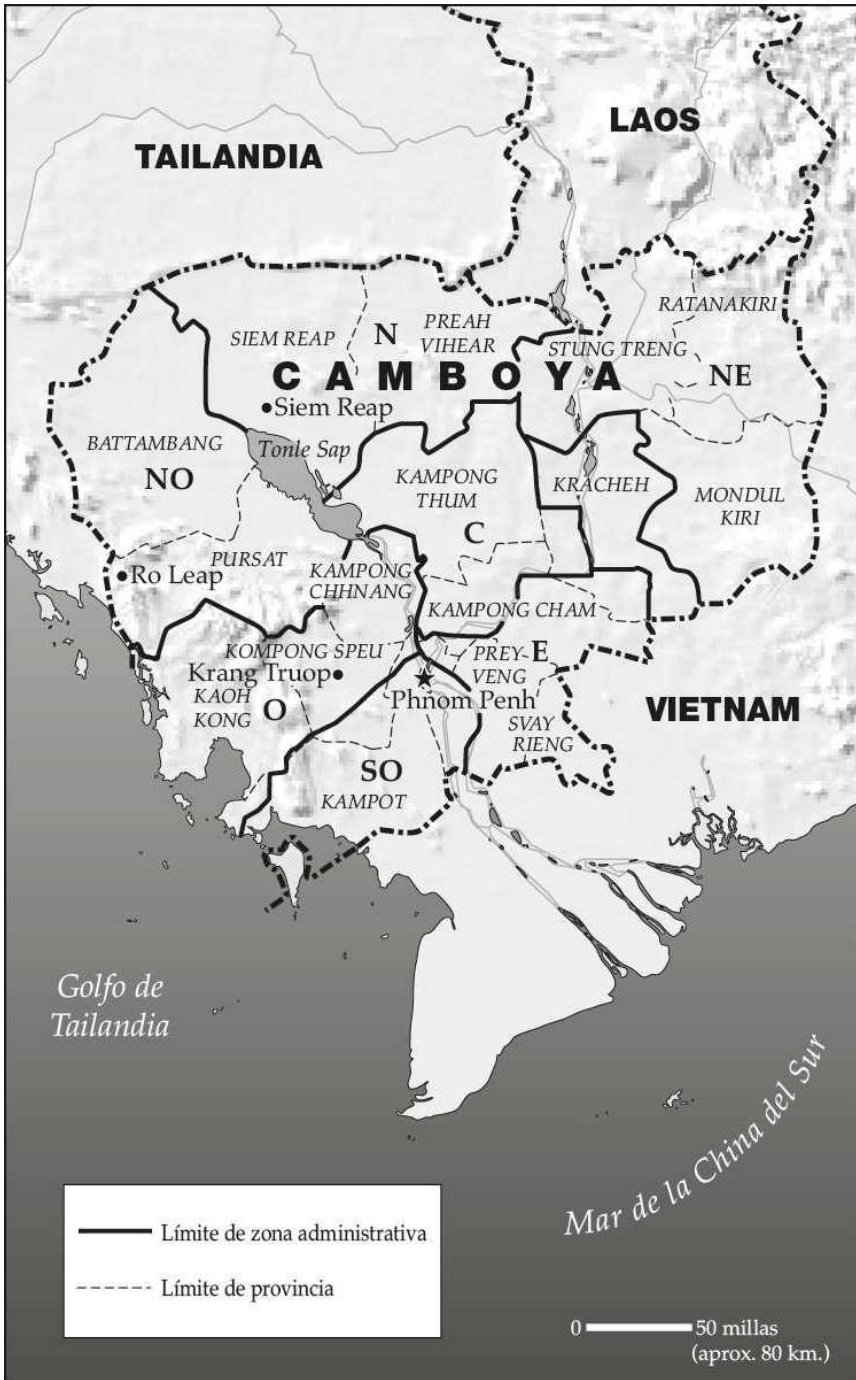 LAOS
TAILANDIA
RATANAKIRI
SIEM REAP
N
PREAH
VIHEAR
STUNG TRENG
NE
CAMBOYA
Siem Reap
BATTAMBANG
NO
Tonle Sap
KAMPONG
THUM
KRACHEH
MONDUL
KIRI
C
PURSAT
Ro Leap
KAMPONG
CHHNANG
KAMPONG CHAM
KOMPONG SPEU
PREY-
VENG
E
Krang Truop
KAOH
KONG
O
Phnom Penh
VIETNAM
SVAY
RIENG
SO
KAMPOT
Golfo de
Tailandia
Mar de la China del Sur
Límite de zona administrativa
Límite de provincia
0 50 millas
(aprox. 80 km.)